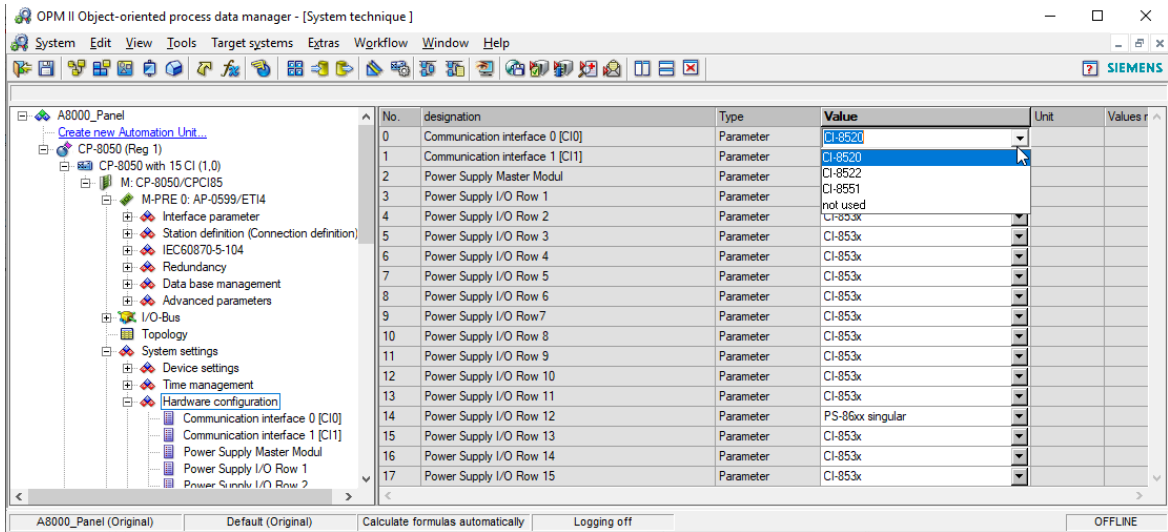 OPM II Object-oriented process data manager - [System technique ]
System Edit View Tools Target systems Extras Workflow Window Help
SIEMENS
A8000_Panel
Create new Automation Unit...
CP-8050 (Reg 1)
CP-8050 with 15 CI (1,0)
M: CP-8050/CPCI85
M-PRE 0: AP-0599/ETI4
Interface parameter
Station definition (Connection definition)
IEC60870-5-104
Redundancy
Data base management
Advanced parameters
I/O-Bus
Topology
System settings
Device settings
Time management
Hardware configuration
Communication interface 0 [CI0]
Communication interface 1 [CI1]
Power Supply Master Modul
Power Supply I/O Row 1
Power Supply I/O Row 2
No. designation Type Value Unit Values r
0 Communication interface 0 [CI0] Parameter CI-8520
1 Communication interface 1 [CI1] Parameter
2 Power Supply Master Modul Parameter
3 Power Supply I/O Row 1 Parameter
4 Power Supply I/O Row 2 Parameter CI-853x
5 Power Supply I/O Row 3 Parameter CI-853x
6 Power Supply I/O Row 4 Parameter CI-853x
7 Power Supply I/O Row 5 Parameter CI-853x
8 Power Supply I/O Row 6 Parameter CI-853x
9 Power Supply I/O Row7 Parameter CI-853x
10 Power Supply I/O Row 8 Parameter CI-853x
11 Power Supply I/O Row 9 Parameter CI-853x
12 Power Supply I/O Row 10 Parameter CI-853x
13 Power Supply I/O Row 11 Parameter CI-853x
14 Power Supply I/O Row 12 Parameter PS-86xx singular
15 Power Supply I/O Row 13 Parameter CI-853x
16 Power Supply I/O Row 14 Parameter CI-853x
17 Power Supply I/O Row 15 Parameter CI-853x
CI-8520
CI-8522
CI-8551
not used
A8000_Panel (Original) Default (Original) Calculate formulas automatically Logging off OFFLINE